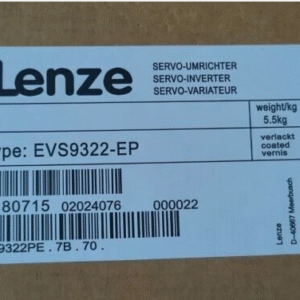 Lenze
SERVO-UMRICHTER
SERVO-INVERTER
SERVO-VARIATEUR
weight/kg
5.5kg
ype: EVS9322-EP
verlackt
coated
vernis
80715 02024076 000022
9322PE . 7B . 70 .
Lenze
D-40667 Meerbusch